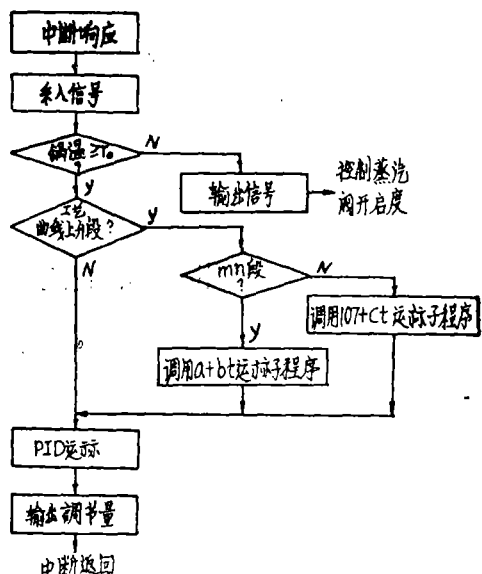 中断响应
采入信号
锅温≥T₀
?
N
Y
输出信号
控制蒸汽
阀开启度
工艺
曲线上升段?
Y
N
mn段
?
N
Y
调用107+Ct运算子程序
调用a+bt运算子程序
PID运算
输出调节量
中断返回